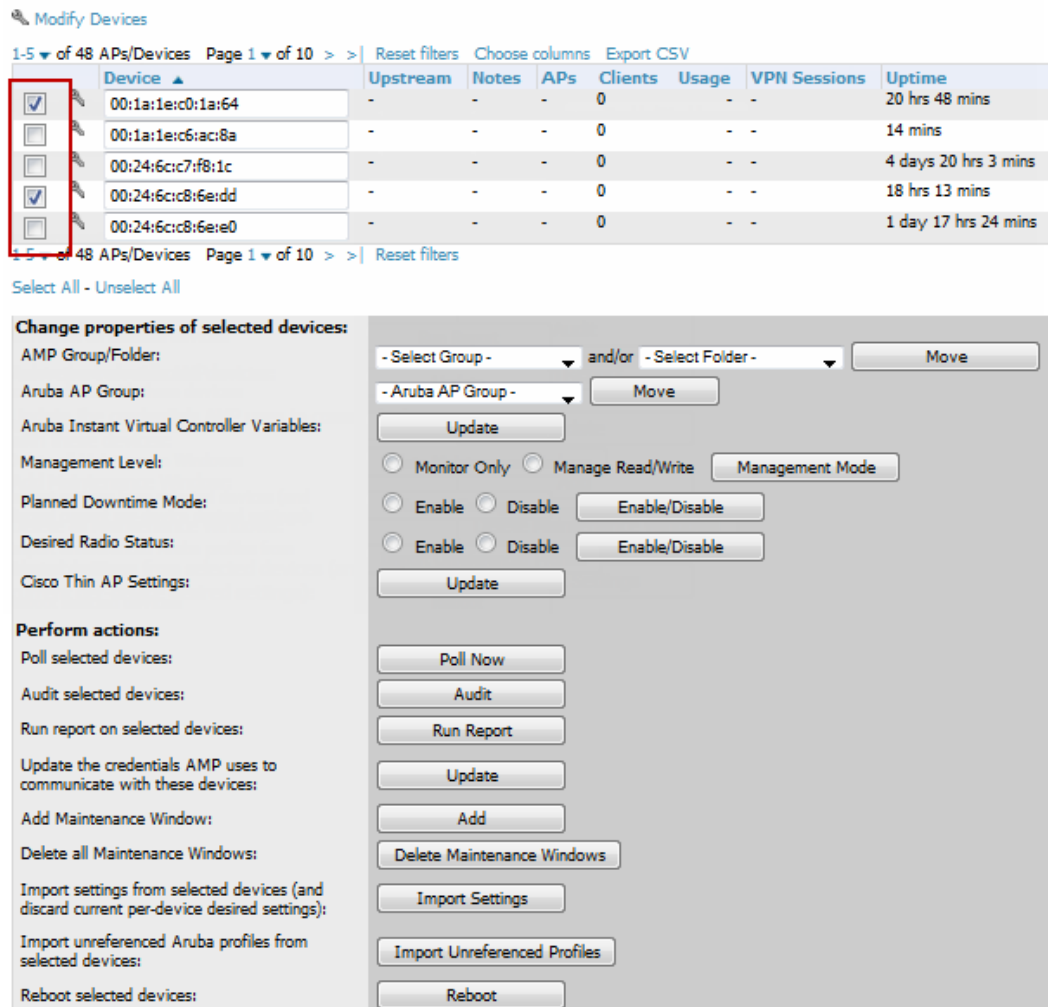 Modify Devices
1-5 of 48 APs/Devices Page 1 of 10 > >| Reset filters Choose columns Export CSV
Device Upstream Notes APs Clients Usage VPN Sessions Uptime
00:1a:1e:c0:1a:64 - - - 0 - - 20 hrs 48 mins
00:1a:1e:c6:ac:8a - - - 0 - - 14 mins
00:24:6c:c7:f8:1c - - - 0 - - 4 days 20 hrs 3 mins
00:24:6c:c8:6e:dd - - - 0 - - 18 hrs 13 mins
00:24:6c:c8:6e:e0 - - - 0 - - 1 day 17 hrs 24 mins
1-5 of 48 APs/Devices Page 1 of 10 > >| Reset filters
Select All - Unselect All
Change properties of selected devices:
AMP Group/Folder: - Select Group - and/or - Select Folder - Move
Aruba AP Group: - Aruba AP Group - Move
Aruba Instant Virtual Controller Variables: Update
Management Level: Monitor Only Manage Read/Write Management Mode
Planned Downtime Mode: Enable Disable Enable/Disable
Desired Radio Status: Enable Disable Enable/Disable
Cisco Thin AP Settings: Update
Perform actions:
Poll selected devices: Poll Now
Audit selected devices: Audit
Run report on selected devices: Run Report
Update the credentials AMP uses to
communicate with these devices: Update
Add Maintenance Window: Add
Delete all Maintenance Windows: Delete Maintenance Windows
Import settings from selected devices (and
discard current per-device desired settings): Import Settings
Import unreferenced Aruba profiles from
selected devices: Import Unreferenced Profiles
Reboot selected devices: Reboot